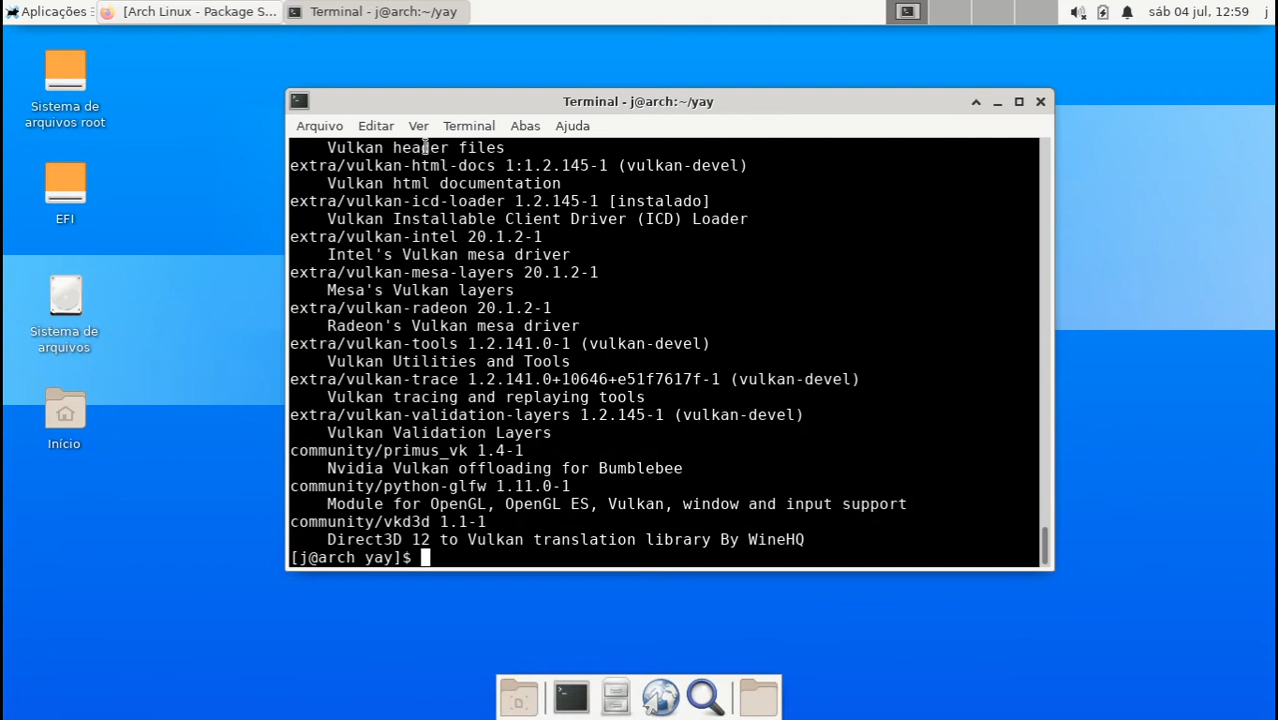 Aplicações
[Arch Linux - Package S...
Terminal - j@arch:~/yay
sáb 04 jul, 12:59
j
Sistema de
arquivos root
EFI
Sistema de
arquivos
Início
Terminal - j@arch:~/yay
Arquivo Editar Ver Terminal Abas Ajuda
Vulkan header files
extra/vulkan-html-docs 1:1.2.145-1 (vulkan-devel)
Vulkan html documentation
extra/vulkan-icd-loader 1.2.145-1 [instalado]
Vulkan Installable Client Driver (ICD) Loader
extra/vulkan-intel 20.1.2-1
Intel's Vulkan mesa driver
extra/vulkan-mesa-layers 20.1.2-1
Mesa's Vulkan layers
extra/vulkan-radeon 20.1.2-1
Radeon's Vulkan mesa driver
extra/vulkan-tools 1.2.141.0-1 (vulkan-devel)
Vulkan Utilities and Tools
extra/vulkan-trace 1.2.141.0+10646+e51f7617f-1 (vulkan-devel)
Vulkan tracing and replaying tools
extra/vulkan-validation-layers 1.2.145-1 (vulkan-devel)
Vulkan Validation Layers
community/primus_vk 1.4-1
Nvidia Vulkan offloading for Bumblebee
community/python-glfw 1.11.0-1
Module for OpenGL, OpenGL ES, Vulkan, window and input support
community/vkd3d 1.1-1
Direct3D 12 to Vulkan translation library By WineHQ
[j@arch yay]$